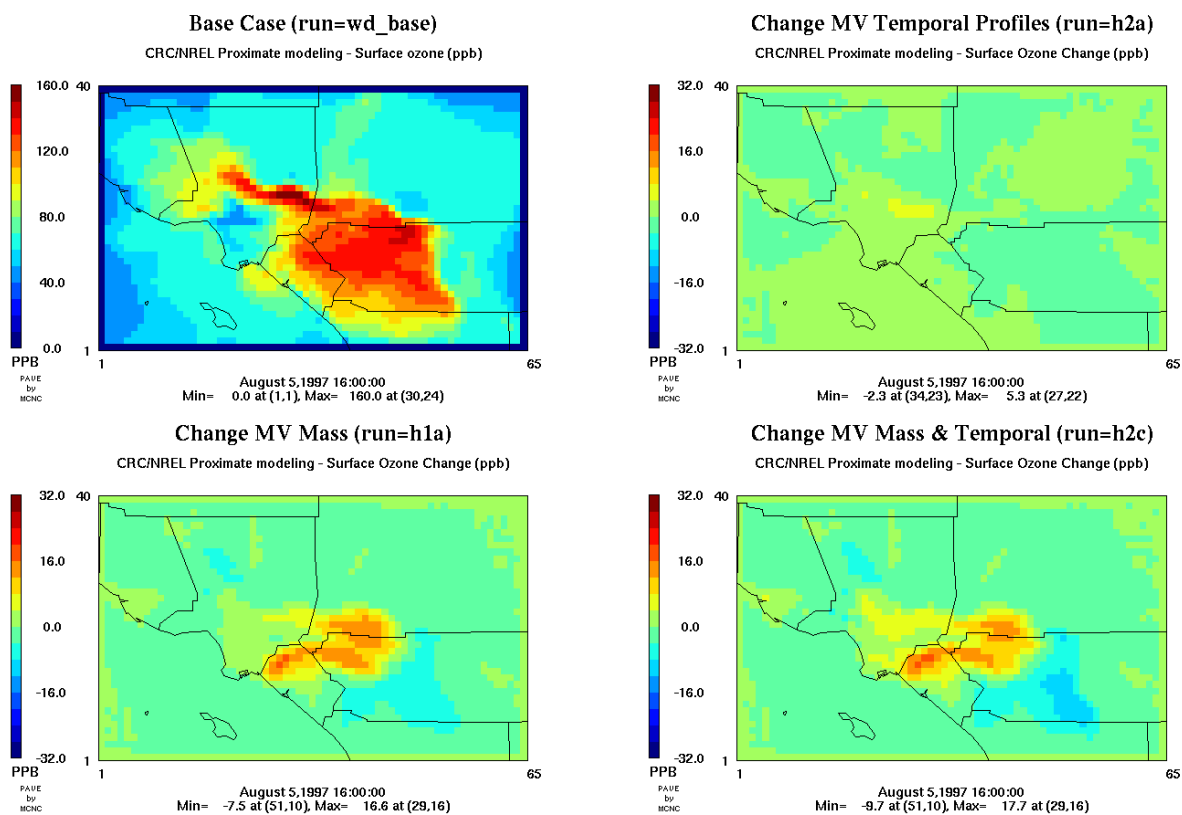 Base Case (run=wd_base)
CRC/NREL Proximate modeling - Surface ozone (ppb)
160.0
120.0
80.0
40.0
0.0
PPB
PAVE
by
MCNC
40
1
1
65
August 5,1997 16:00:00
Min= 0.0 at (1,1), Max= 160.0 at (30,24)
Change MV Temporal Profiles (run=h2a)
CRC/NREL Proximate modeling - Surface Ozone Change (ppb)
32.0
16.0
0.0
-16.0
-32.0
PPB
PAVE
by
MCNC
40
1
1
65
August 5,1997 16:00:00
Min= -2.3 at (34,23), Max= 5.3 at (27,22)
Change MV Mass (run=h1a)
CRC/NREL Proximate modeling - Surface Ozone Change (ppb)
32.0
16.0
0.0
-16.0
-32.0
PPB
PAVE
by
MCNC
40
1
1
65
August 5,1997 16:00:00
Min= -7.5 at (51,10), Max= 16.6 at (29,16)
Change MV Mass & Temporal (run=h2c)
CRC/NREL Proximate modeling - Surface Ozone Change (ppb)
32.0
16.0
0.0
-16.0
-32.0
PPB
PAVE
by
MCNC
40
1
1
65
August 5,1997 16:00:00
Min= -9.7 at (51,10), Max= 17.7 at (29,16)